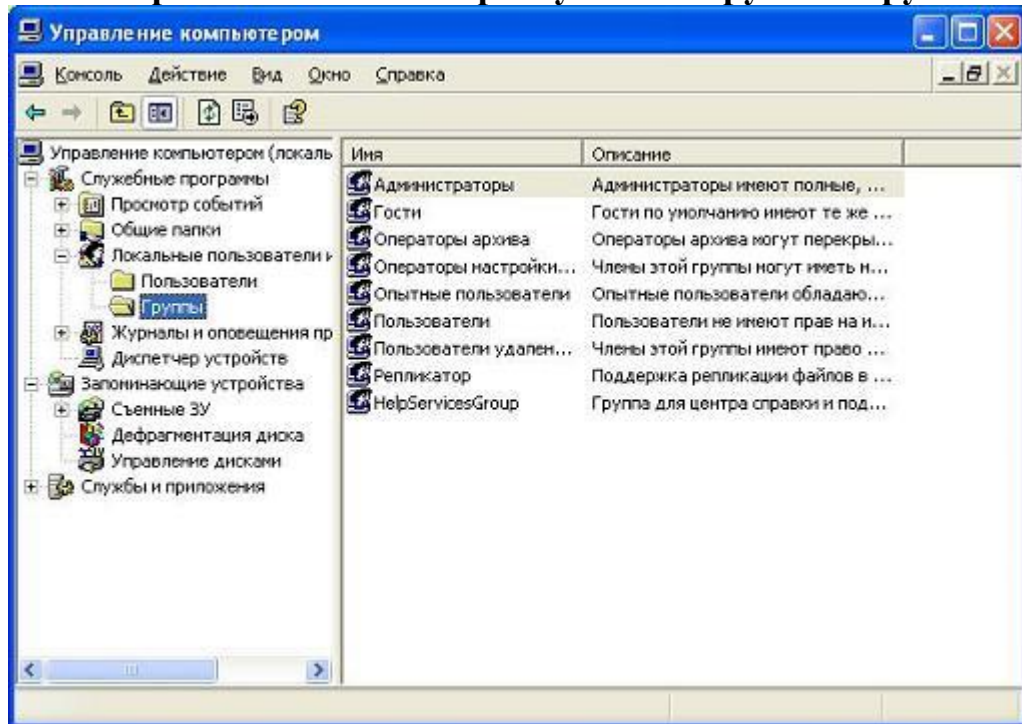 Управление компьютером
Консоль Действие Вид Окно Справка
Управление компьютером (локаль
Служебные программы
Просмотр событий
Общие папки
Локальные пользователи и
Пользователи
Группы
Журналы и оповещения пр
Диспетчер устройств
Запоминающие устройства
Съемные ЗУ
Дефрагментация диска
Управление дисками
Службы и приложения
Имя Описание
Администраторы Администраторы имеют полные, ...
Гости Гости по умолчанию имеют те же ...
Операторы архива Операторы архива могут перекры...
Операторы настройки... Члены этой группы могут иметь н...
Опытные пользователи Опытные пользователи обладаю...
Пользователи Пользователи не имеют прав на и...
Пользователи удален... Члены этой группы имеют право ...
Репликатор Поддержка репликации файлов в ...
HelpServicesGroup Группа для центра справки и под...